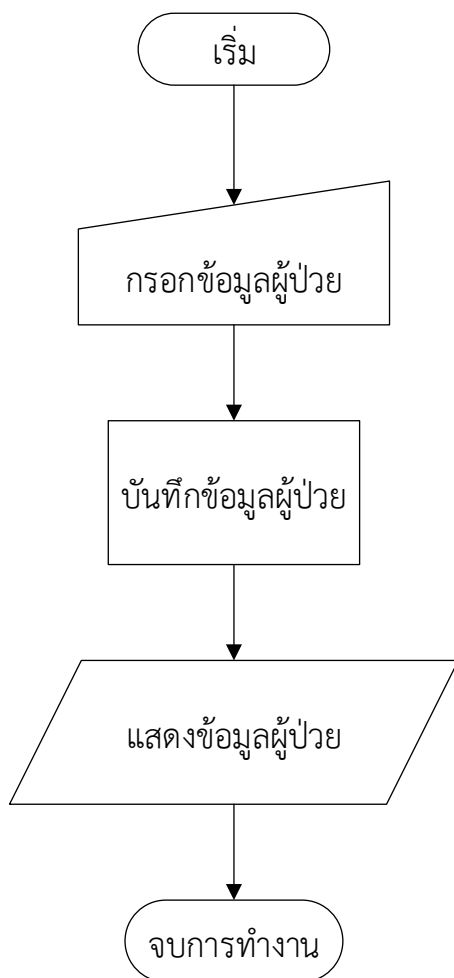 เริ่ม
กรอกข้อมูลผู้ป่วย
บันทึกข้อมูลผู้ป่วย
แสดงข้อมูลผู้ป่วย
จบการทำงาน